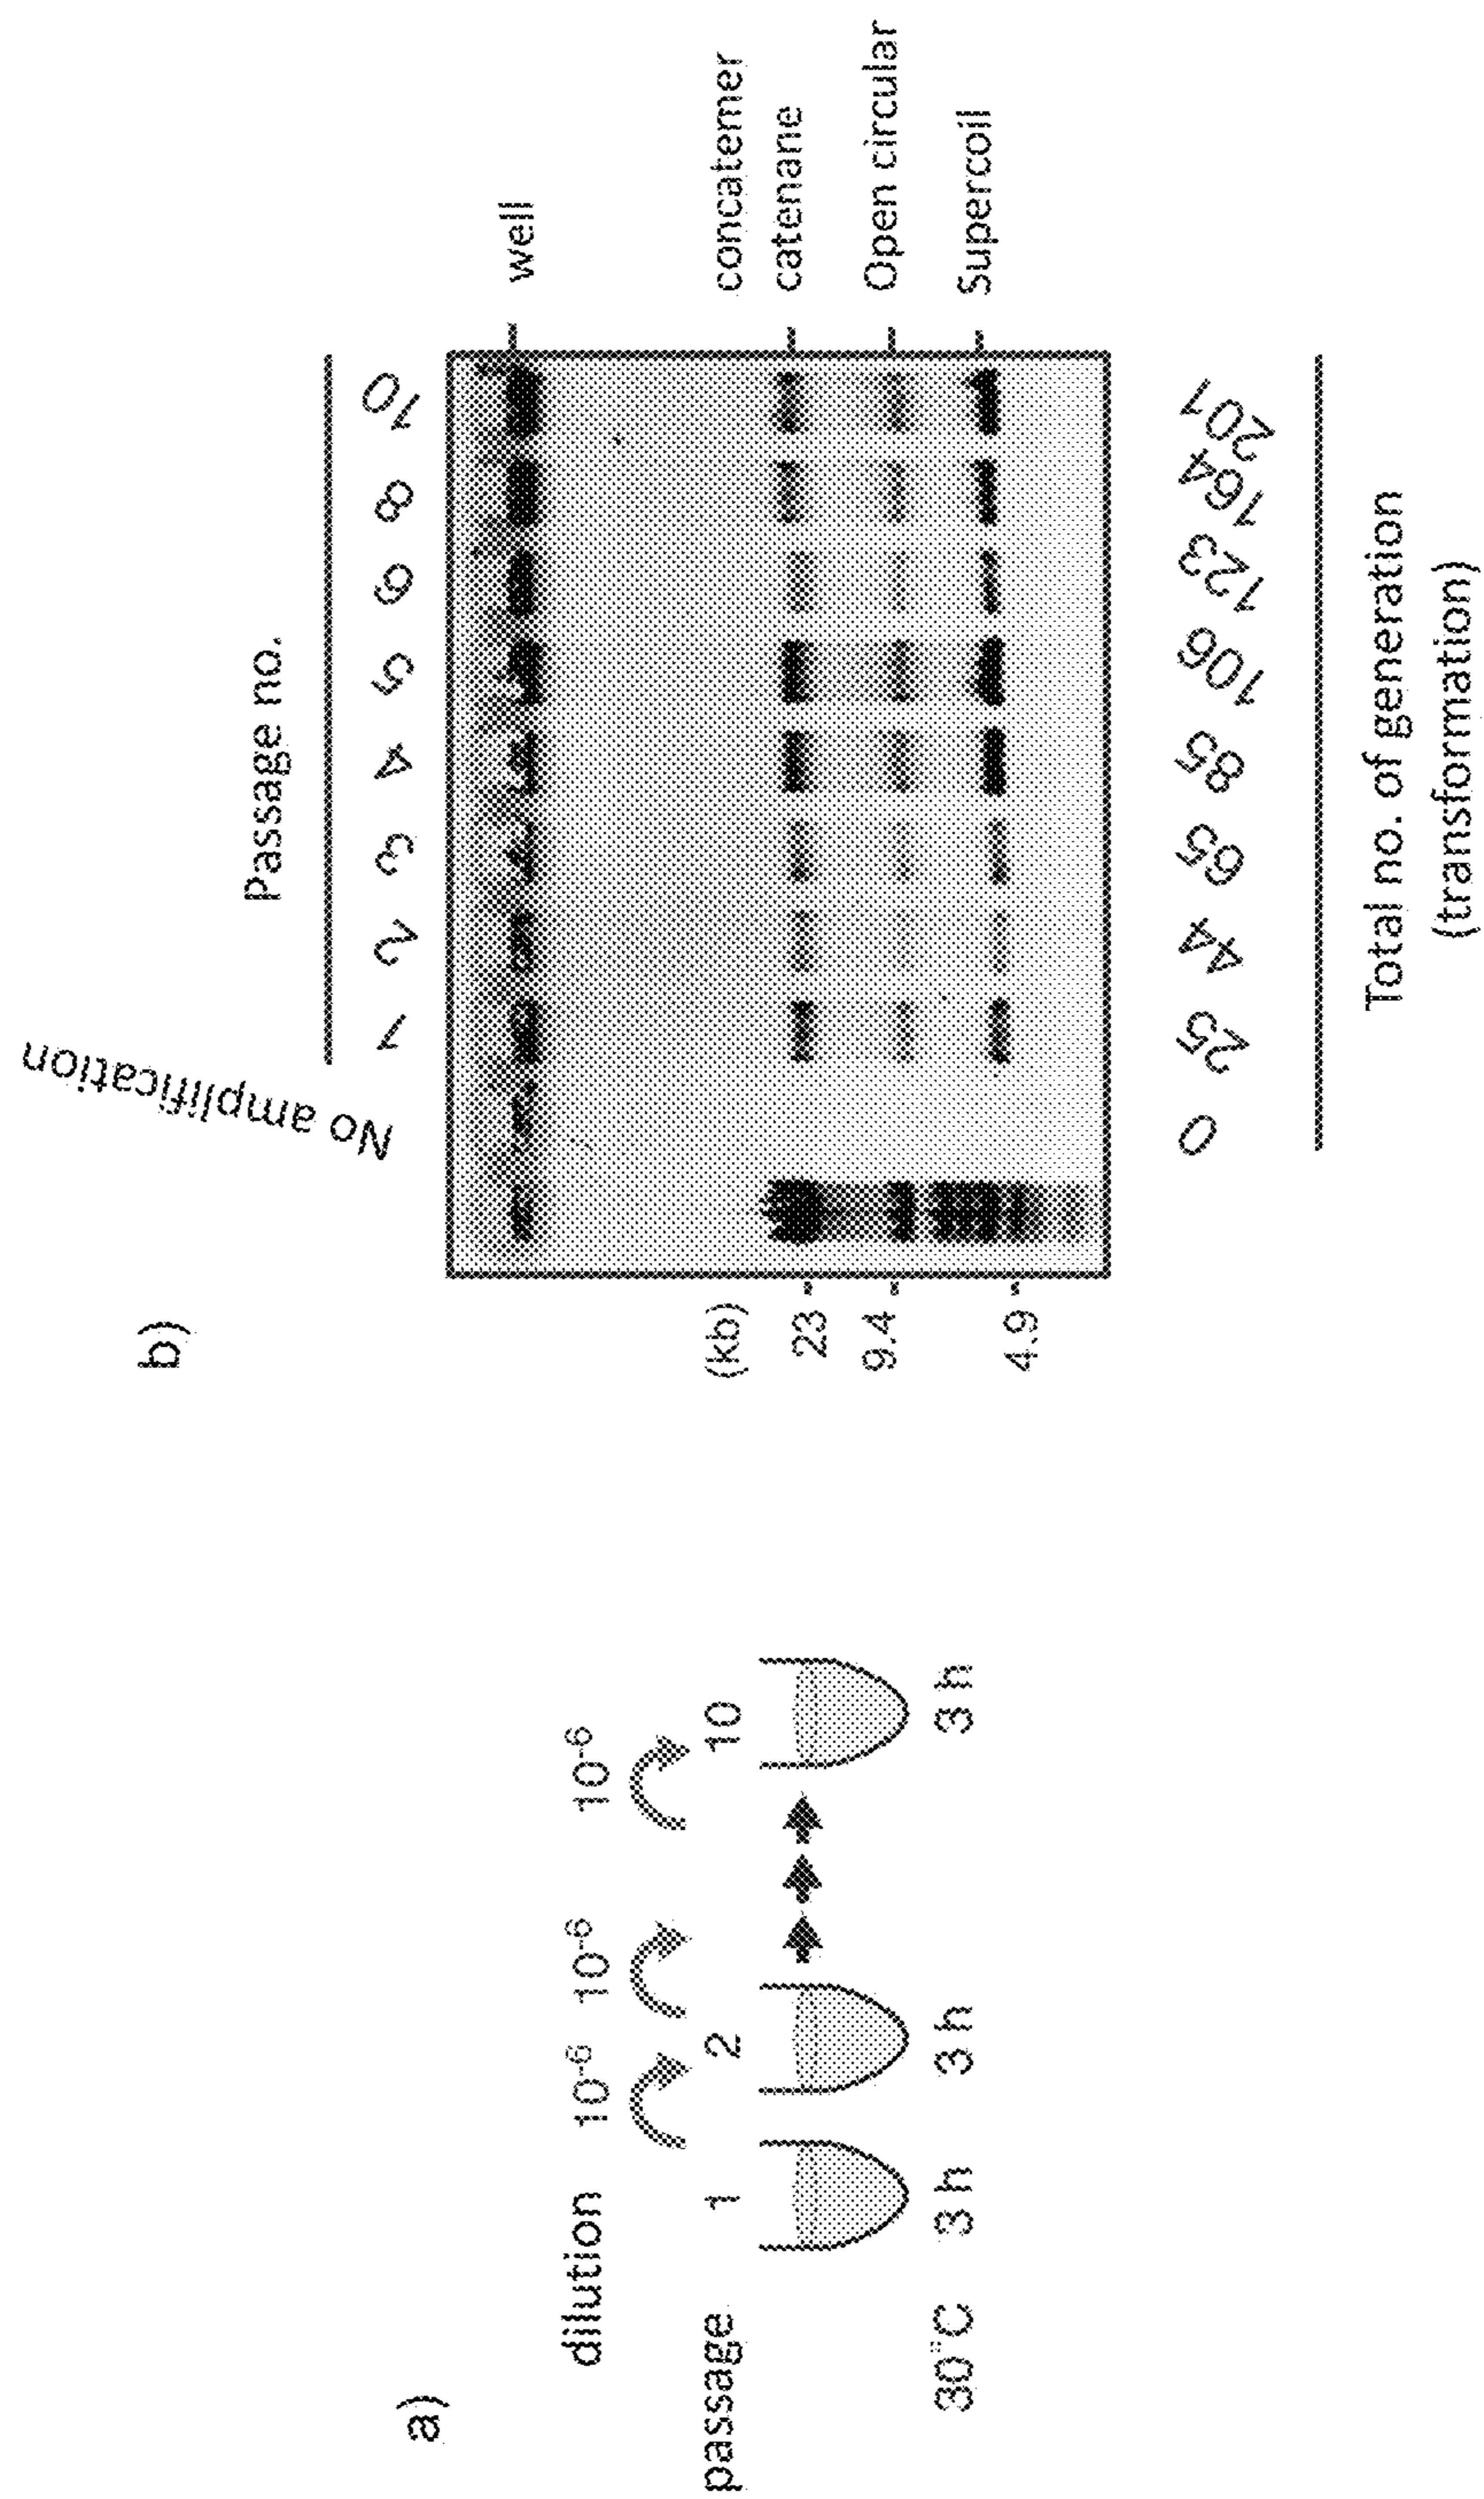 a)
dilution 10-6 10-6 10-6
passage 1 2 10
30°C 3 h 3 h 3 h
b)
Passage no.
No amplification 1 2 3 4 5 6 8 10
well
(kb) concatemer
23 catenane
9.4 Open circular
4.9 Supercoil
0 25 44 65 85 106 123 164 201
Total no. of generation
(transformation)